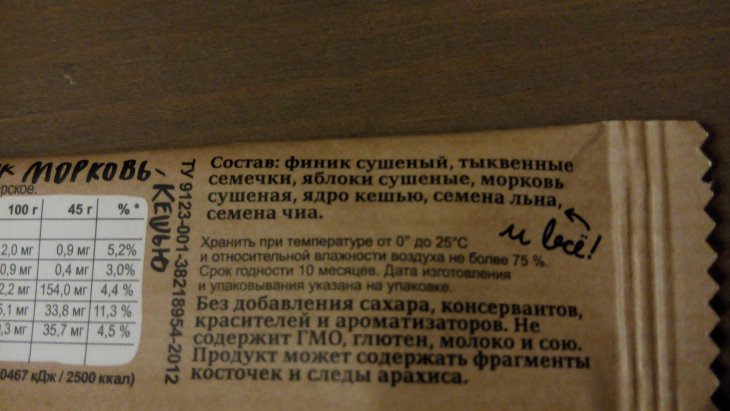 к МОРКОВЬ-
КЕШЬЮ
рское.
100 г 45 г % *
2,0 мг 0,9 мг 5,2%
0,9 мг 0,4 мг 3,0%
2,2 мг 154,0 мг 4,4 %
5,1 мг 33,8 мг 11,3 %
,3 мг 35,7 мг 4,5 %
0467 кДж / 2500 ккал)
ТУ 9123-001-38218954-2012
Состав: финик сушеный, тыквенные
семечки, яблоки сушеные, морковь
сушеная, ядро кешью, семена льна,
семена чиа.
и всё!
Хранить при температуре от 0° до 25°С
и относительной влажности воздуха не более 75 %.
Срок годности 10 месяцев. Дата изготовления
и упаковывания указана на упаковке.
Без добавления сахара, консервантов,
красителей и ароматизаторов. Не
содержит ГМО, глютен, молоко и сою.
Продукт может содержать фрагменты
косточек и следы арахиса.